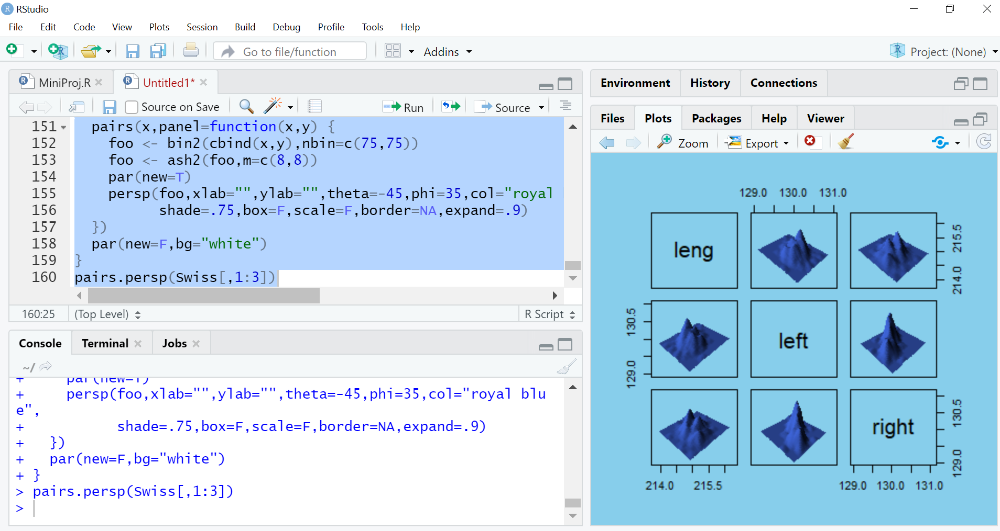 RStudio
File Edit Code View Plots Session Build Debug Profile Tools Help
Go to file/function Addins Project: (None)
MiniProj.R Untitled1*
Source on Save Run Source
151 pairs(x,panel=function(x,y) {
152 foo <- bin2(cbind(x,y),nbin=c(75,75))
153 foo <- ash2(foo,m=c(8,8))
154 par(new=T)
155 persp(foo,xlab="",ylab="",theta=-45,phi=35,col="royal
156 shade=.75,box=F,scale=F,border=NA,expand=.9)
157 })
158 par(new=F,bg="white")
159 }
160 pairs.persp(Swiss[,1:3])
160:25 (Top Level) R Script
Console Terminal Jobs
~/
+ par(new=T)
+ persp(foo,xlab="",ylab="",theta=-45,phi=35,col="royal blu
e",
+ shade=.75,box=F,scale=F,border=NA,expand=.9)
+ })
+ par(new=F,bg="white")
+ }
> pairs.persp(Swiss[,1:3])
>
Environment History Connections
Files Plots Packages Help Viewer
Zoom Export
129.0 130.0 131.0
leng
214.0 215.5
129.0 130.5
left
right
129.0 130.5
214.0 215.5
129.0 130.0 131.0